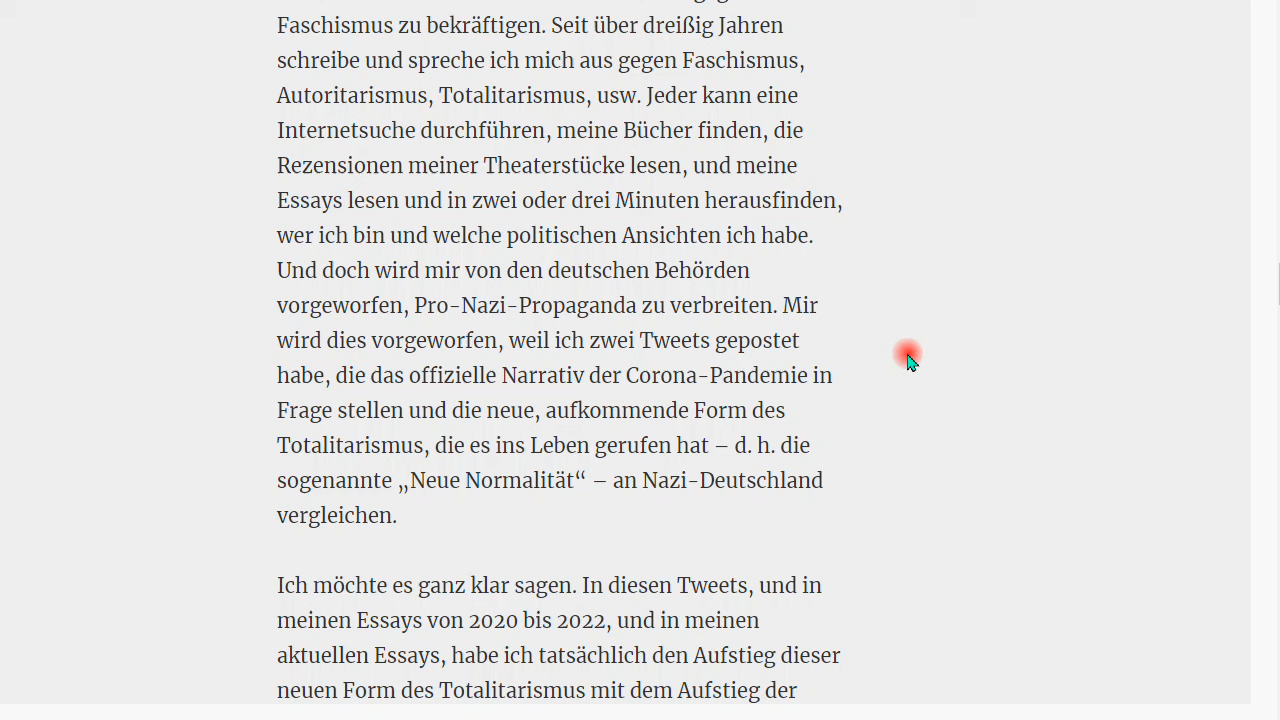 Faschismus zu bekräftigen. Seit über dreißig Jahren
schreibe und spreche ich mich aus gegen Faschismus,
Autoritarismus, Totalitarismus, usw. Jeder kann eine
Internetsuche durchführen, meine Bücher finden, die
Rezensionen meiner Theaterstücke lesen, und meine
Essays lesen und in zwei oder drei Minuten herausfinden,
wer ich bin und welche politischen Ansichten ich habe.
Und doch wird mir von den deutschen Behörden
vorgeworfen, Pro-Nazi-Propaganda zu verbreiten. Mir
wird dies vorgeworfen, weil ich zwei Tweets gepostet
habe, die das offizielle Narrativ der Corona-Pandemie in
Frage stellen und die neue, aufkommende Form des
Totalitarismus, die es ins Leben gerufen hat – d. h. die
sogenannte „Neue Normalität“ – an Nazi-Deutschland
vergleichen.
Ich möchte es ganz klar sagen. In diesen Tweets, und in
meinen Essays von 2020 bis 2022, und in meinen
aktuellen Essays, habe ich tatsächlich den Aufstieg dieser
neuen Form des Totalitarismus mit dem Aufstieg der